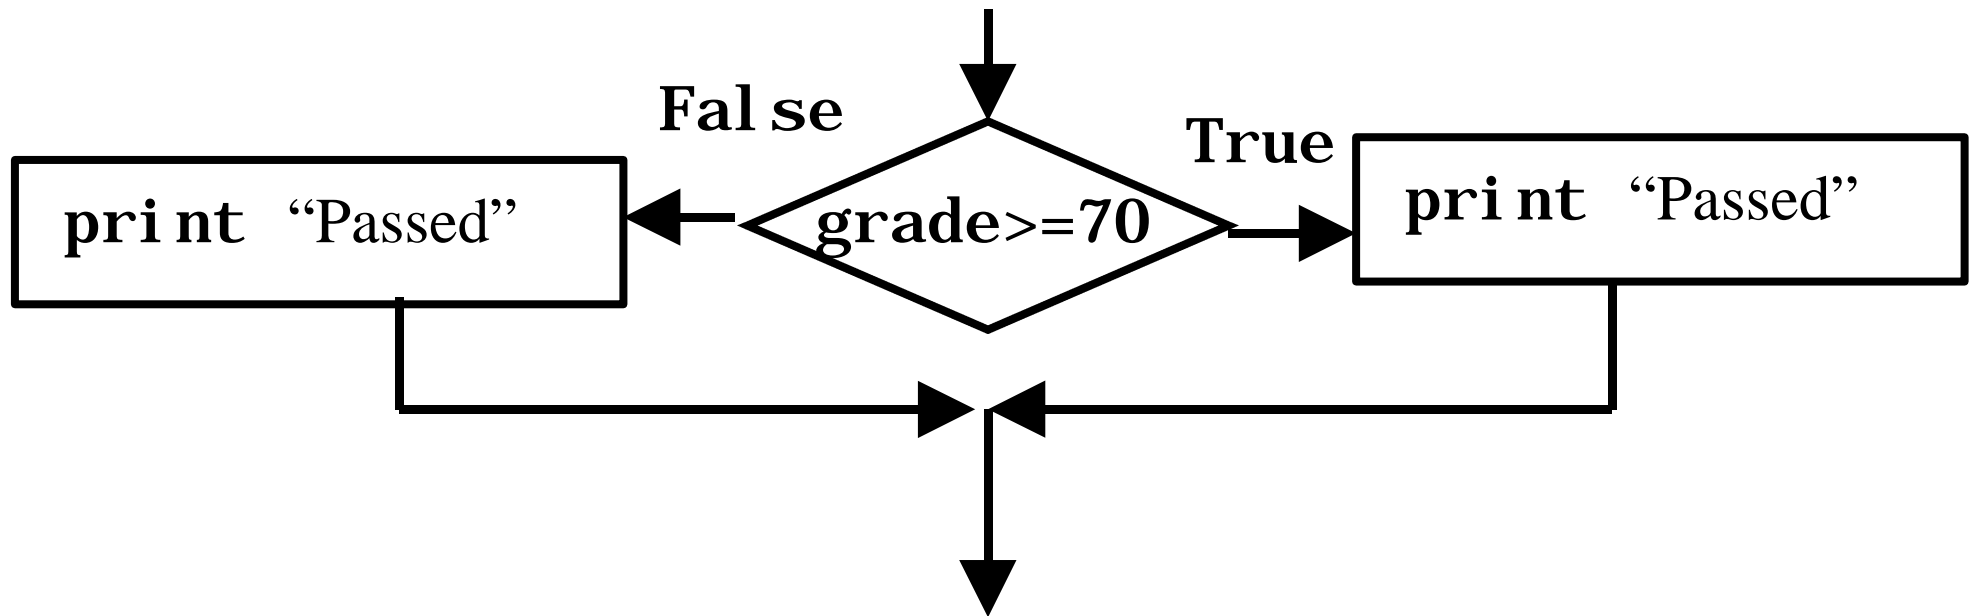 False
True
print “Passed”
grade>=70
print “Passed”